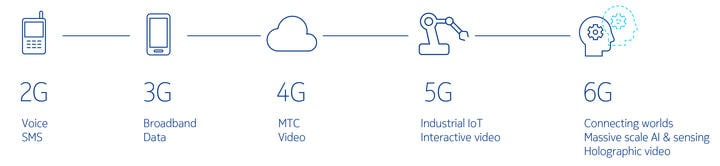 2G
Voice
SMS
3G
Broadband
Data
4G
MTC
Video
5G
Industrial IoT
Interactive video
6G
Connecting worlds
Massive scale AI & sensing
Holographic video